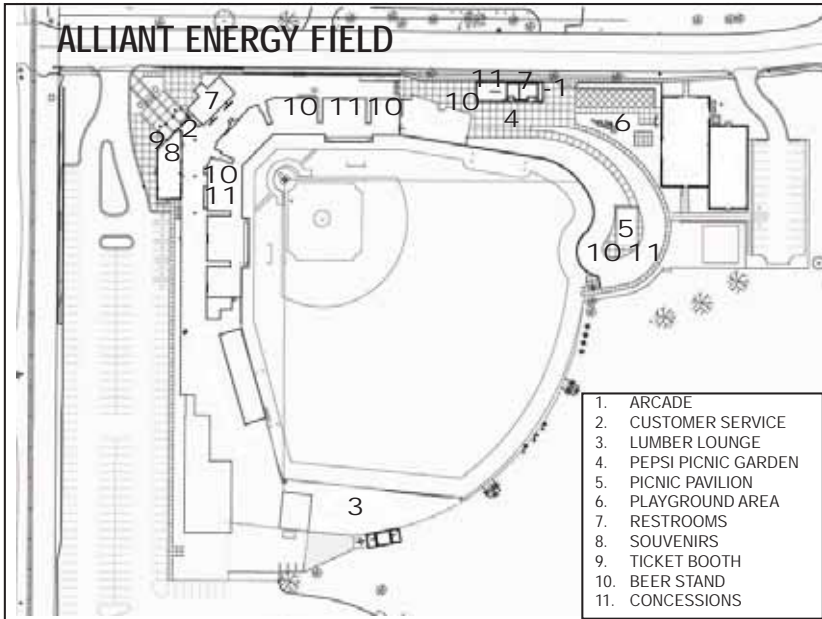 ALLIANT ENERGY FIELD
11 7 -1
7
10 11 10
10
4
6
2
9
8
10
11
5
10 11
3
1. ARCADE
2. CUSTOMER SERVICE
3. LUMBER LOUNGE
4. PEPSI PICNIC GARDEN
5. PICNIC PAVILION
6. PLAYGROUND AREA
7. RESTROOMS
8. SOUVENIRS
9. TICKET BOOTH
10. BEER STAND
11. CONCESSIONS